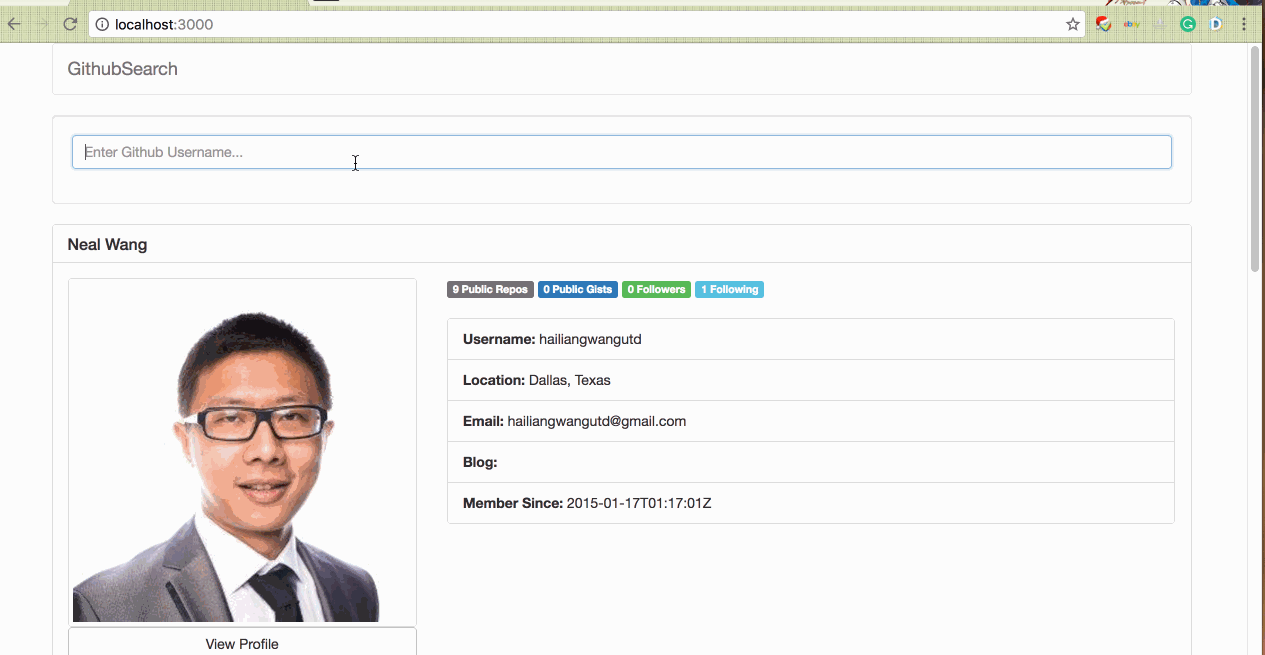 localhost:3000
GithubSearch
Enter Github Username...
Neal Wang
9 Public Repos 0 Public Gists 0 Followers 1 Following
Username: hailiangwangutd
Location: Dallas, Texas
Email: hailiangwangutd@gmail.com
Blog:
Member Since: 2015-01-17T01:17:01Z
View Profile